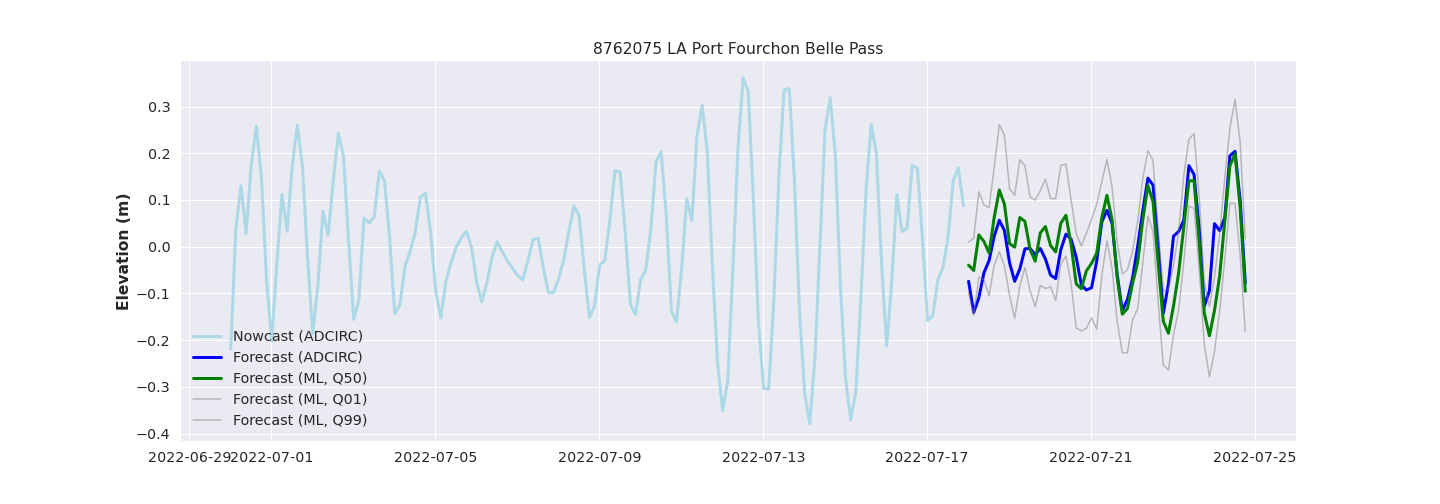 8762075 LA Port Fourchon Belle Pass
Elevation (m)
0.3
0.2
0.1
0.0
−0.1
−0.2
−0.3
−0.4
Nowcast (ADCIRC)
Forecast (ADCIRC)
Forecast (ML, Q50)
Forecast (ML, Q01)
Forecast (ML, Q99)
2022-06-29 2022-07-01 2022-07-05 2022-07-09 2022-07-13 2022-07-17 2022-07-21 2022-07-25